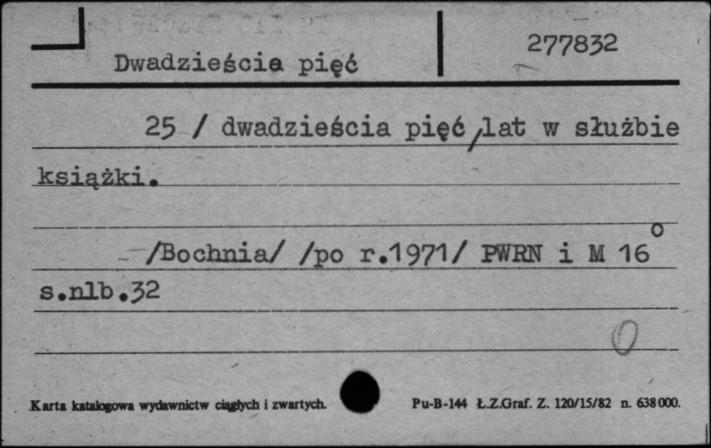 Dwadzieścia pięć
277832
25 / dwadzieścia pięć/lat w służbie
książki.
/Bochnia/ /po r.1971/ PWRN i M 16°
s.nlb.32
0
Karta katalogowa wydawnictw ciągłych i zwartych.
Pu-B-144 Ł.Z.Graf. Z. 120/15/82 n. 638000.